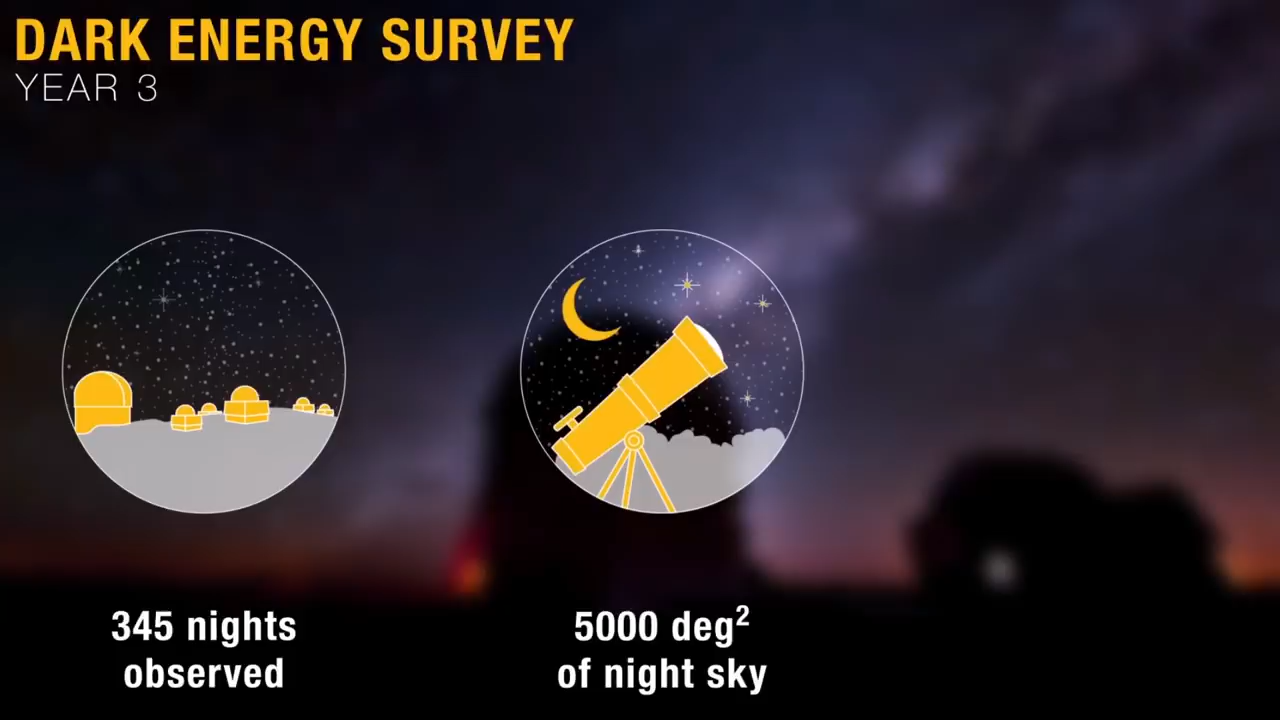 DARK ENERGY SURVEY
YEAR 3
345 nights
observed
5000 deg²
of night sky